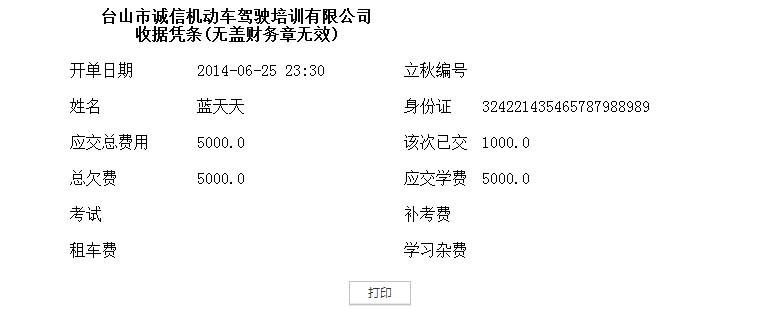 台山市诚信机动车驾驶培训有限公司
收据凭条(无盖财务章无效)
开单日期 2014-06-25 23:30 立秋编号
姓名 蓝天天 身份证 324221435465787988989
应交总费用 5000.0 该次已交 1000.0
总欠费 5000.0 应交学费 5000.0
考试 补考费
租车费 学习杂费
打印